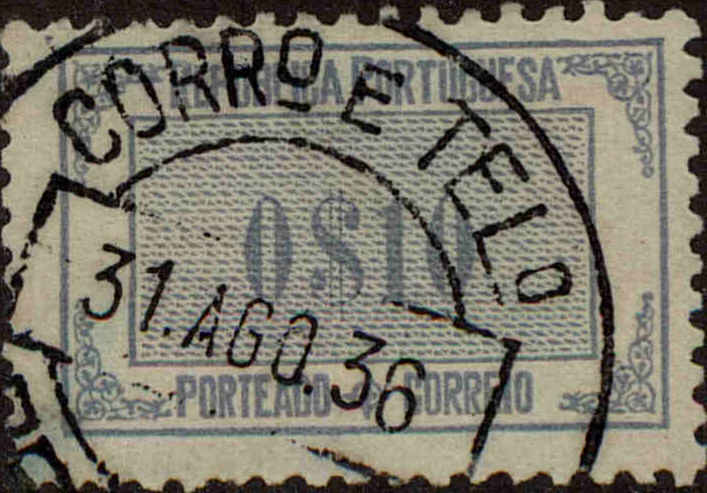 CORRO E TELO
REPUBLICA PORTUGUESA
0$10
31.AGO.36
PORTEADO CORREIO